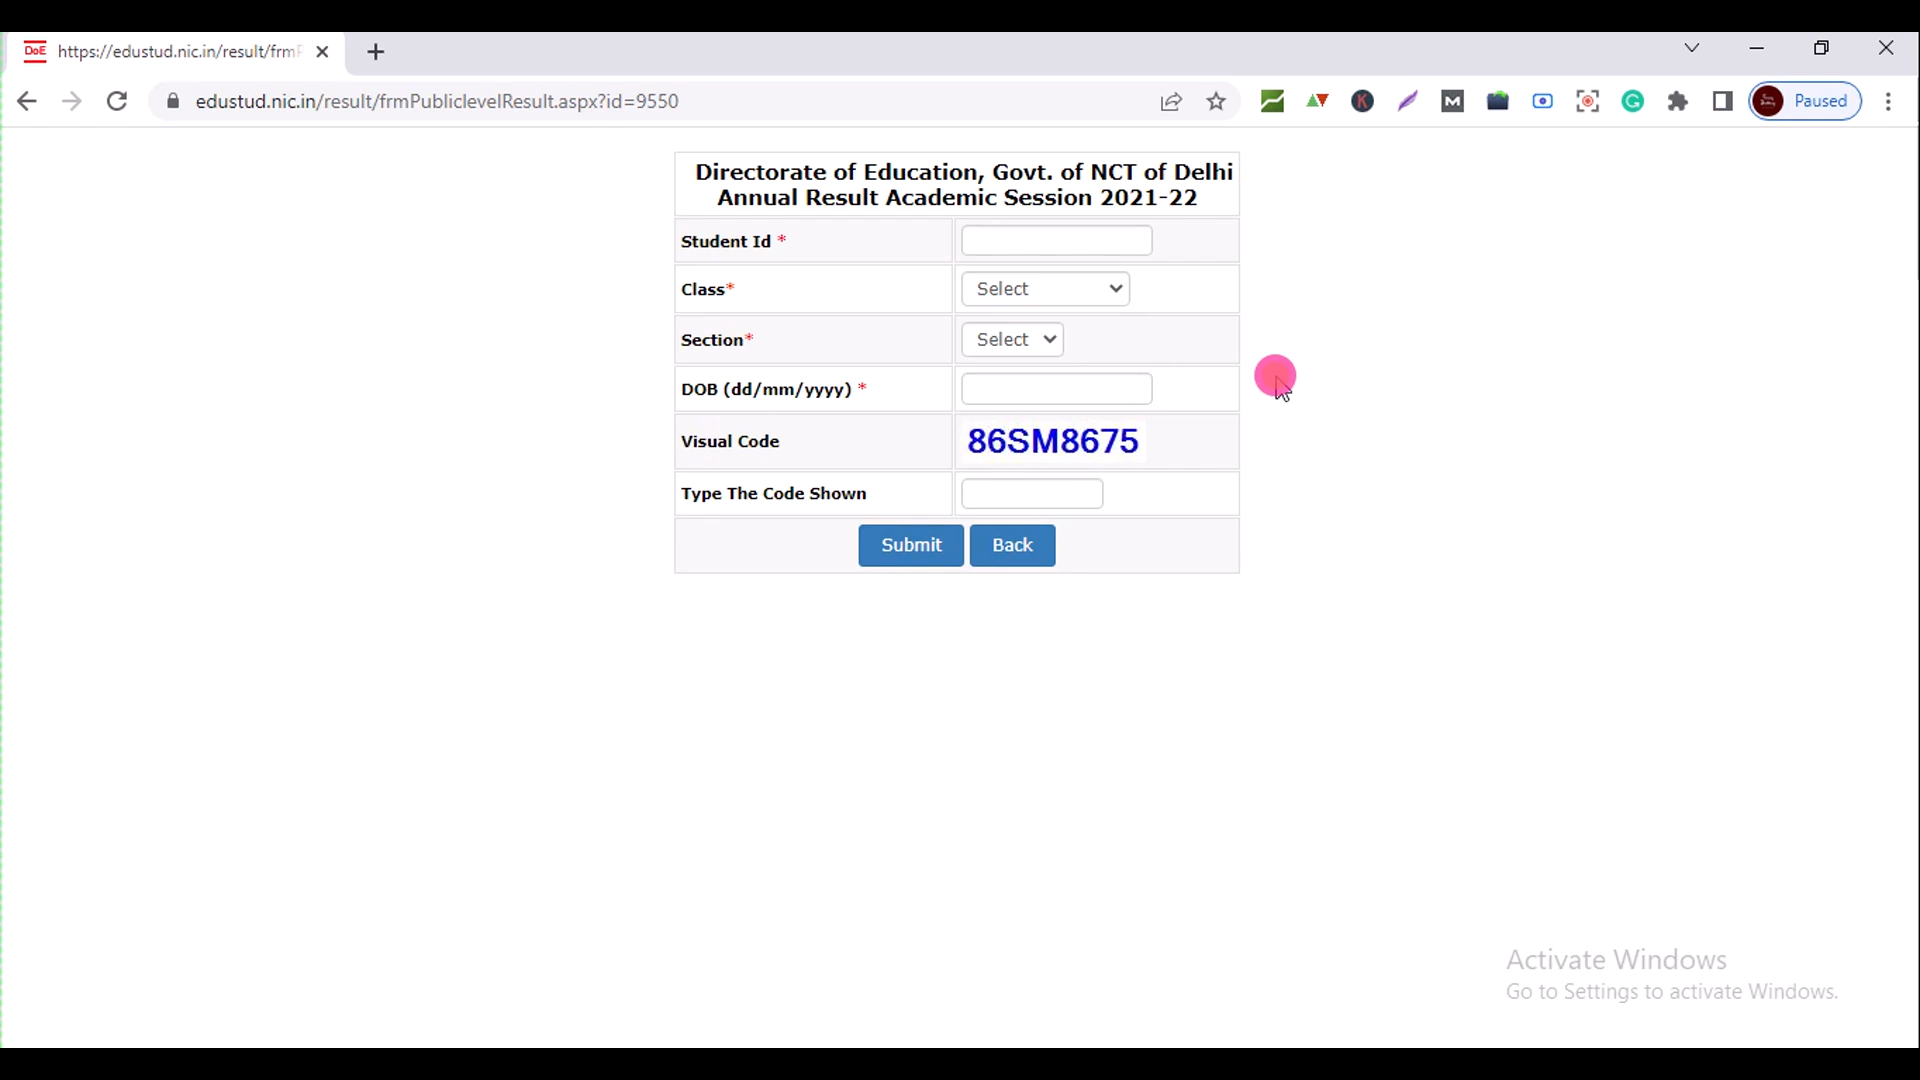 DoE https://edustud.nic.in/result/frmP
edustud.nic.in/result/frmPubliclevelResult.aspx?id=9550
Paused
Directorate of Education, Govt. of NCT of Delhi
Annual Result Academic Session 2021-22
Student Id *
Class* Select
Section* Select
DOB (dd/mm/yyyy) *
Visual Code 86SM8675
Type The Code Shown
Submit Back
Activate Windows
Go to Settings to activate Windows.